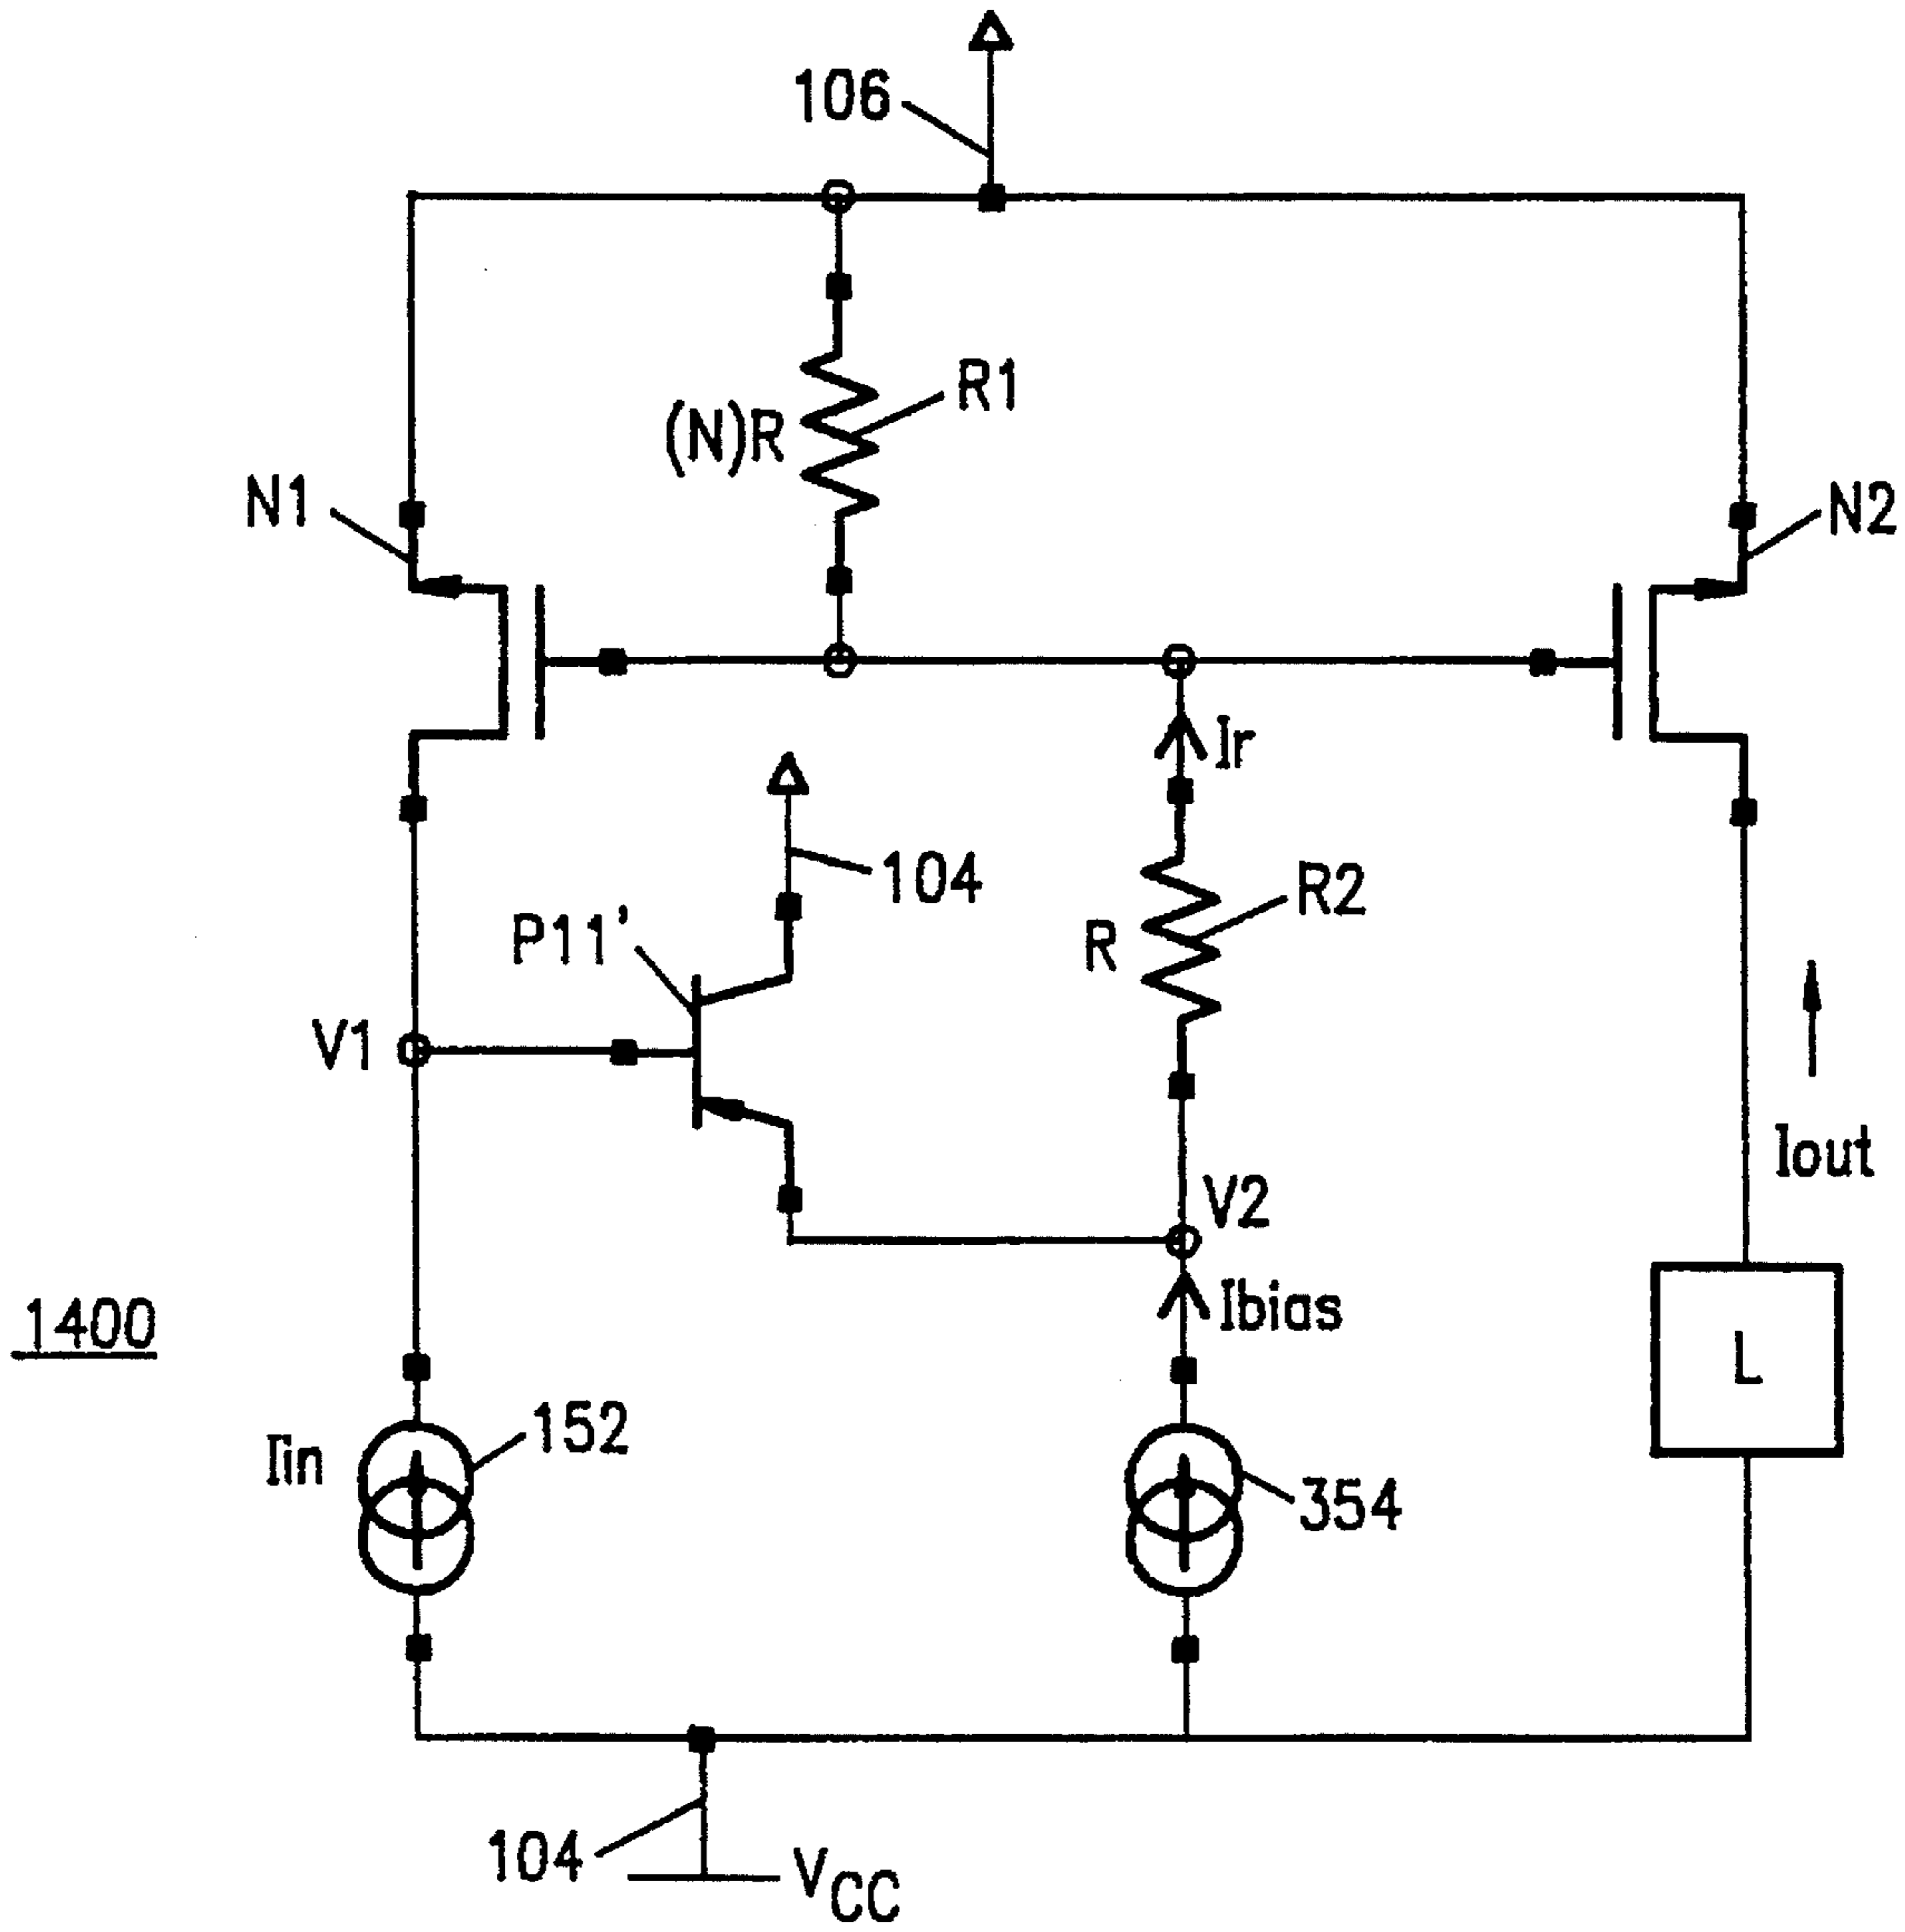 106
R1
(N)R
N1
N2
Ir
104
P11'
R2
R
V1
Iout
V2
1400
Ibias
L
152
Iin
354
104
VCC